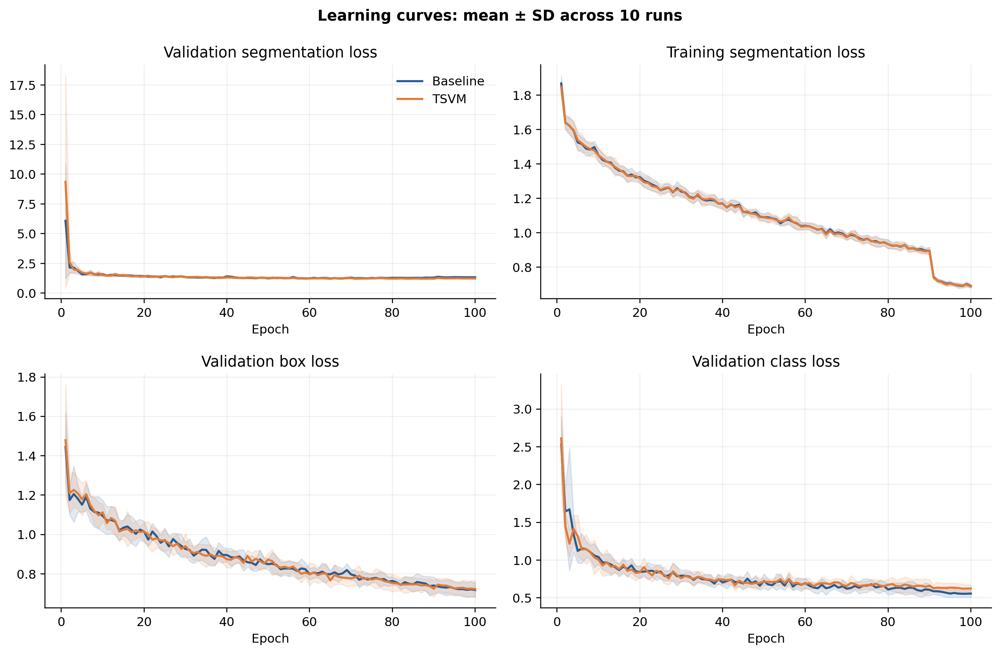 Learning curves: mean ± SD across 10 runs
Validation segmentation loss
17.5
15.0
12.5
10.0
7.5
5.0
2.5
0.0
Baseline
TSVM
0 20 40 60 80 100
Epoch
Training segmentation loss
1.8
1.6
1.4
1.2
1.0
0.8
0 20 40 60 80 100
Epoch
Validation box loss
1.8
1.6
1.4
1.2
1.0
0.8
0 20 40 60 80 100
Epoch
Validation class loss
3.0
2.5
2.0
1.5
1.0
0.5
0 20 40 60 80 100
Epoch